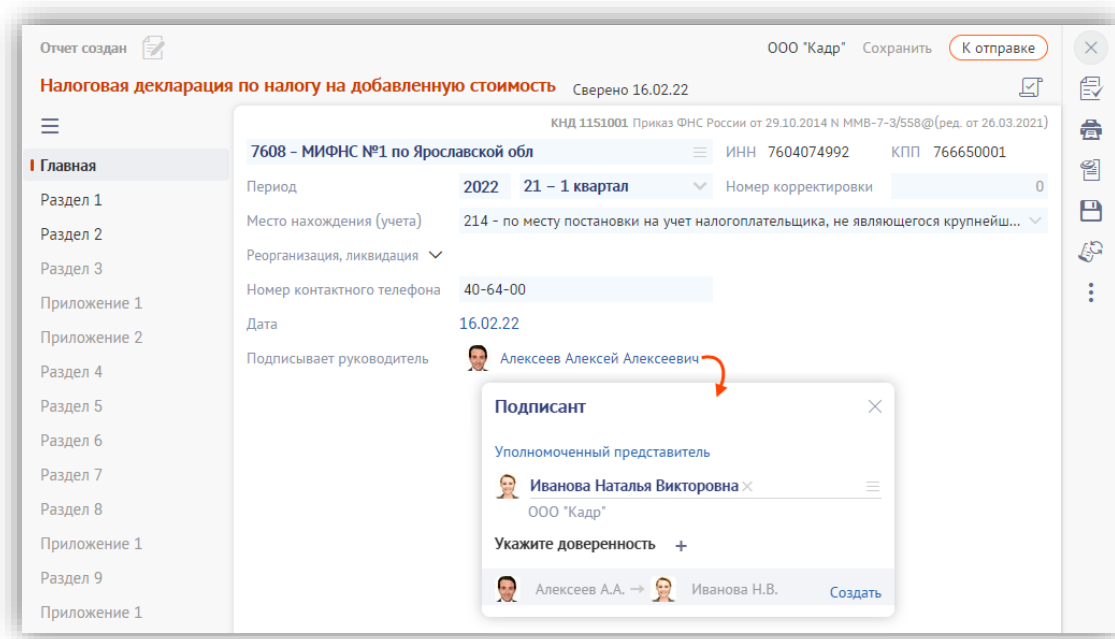 Отчет создан ООО "Кадр" Сохранить К отправке
Налоговая декларация по налогу на добавленную стоимость Сверено 16.02.22
КНД 1151001 Приказ ФНС России от 29.10.2014 N ММВ-7-3/558@(ред. от 26.03.2021)
Главная
Раздел 1
Раздел 2
Раздел 3
Приложение 1
Приложение 2
Раздел 4
Раздел 5
Раздел 6
Раздел 7
Раздел 8
Приложение 1
Раздел 9
Приложение 1
7608 - МИФНС №1 по Ярославской обл ИНН 7604074992 КПП 766650001
Период 2022 21 - 1 квартал Номер корректировки 0
Место нахождения (учета) 214 - по месту постановки на учет налогоплательщика, не являющегося крупнейш...
Реорганизация, ликвидация
Номер контактного телефона 40-64-00
Дата 16.02.22
Подписывает руководитель Алексеев Алексей Алексеевич
Подписант
Уполномоченный представитель
Иванова Наталья Викторовна
ООО "Кадр"
Укажите доверенность +
Алексеев А.А. → Иванова Н.В. Создать